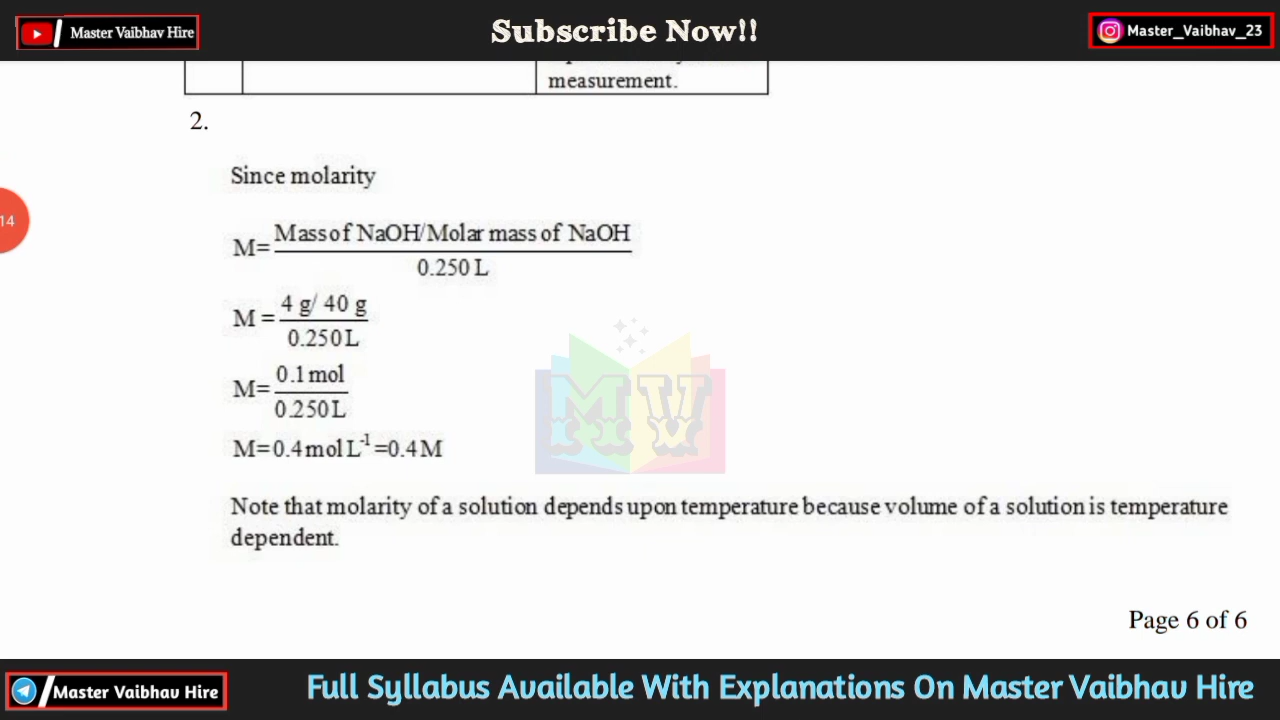 Master Vaibhav Hire
Subscribe Now!!
Master_Vaibhav_23
measurement.
2.
Since molarity
14
M= Mass of NaOH/Molar mass of NaOH
0.250 L
M = 4 g/ 40 g
0.250 L
M= 0.1 mol
0.250 L
M=0.4 mol L⁻¹ =0.4 M
MW
Note that molarity of a solution depends upon temperature because volume of a solution is temperature
dependent.
Page 6 of 6
Master Vaibhav Hire
Full Syllabus Available With Explanations On Master Vaibhav Hire